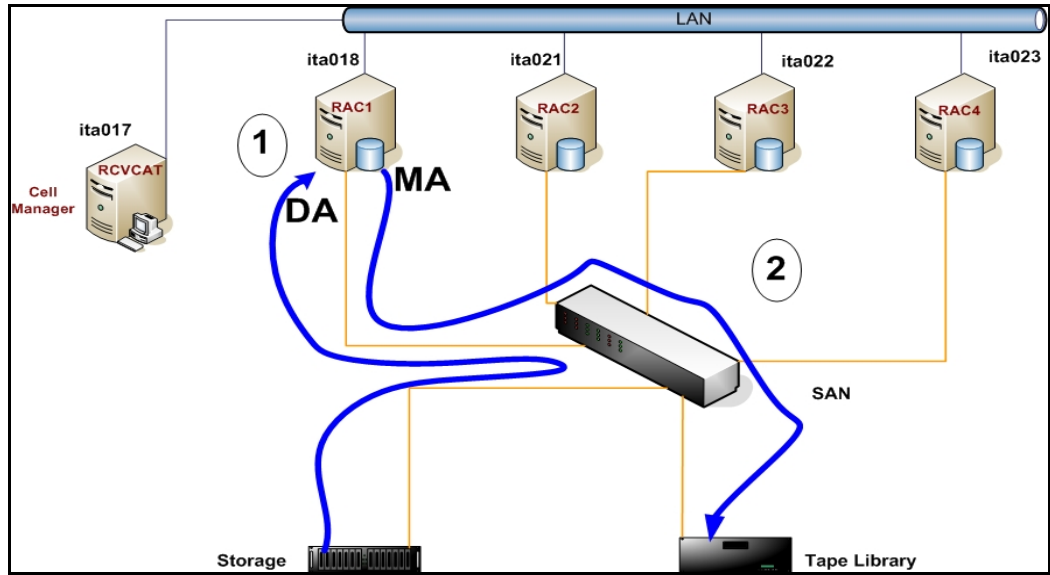 LAN
ita018
ita021
ita022
ita023
RAC1
RAC2
RAC3
RAC4
ita017
1
RCVCAT
MA
Cell
Manager
DA
2
SAN
Storage
Tape Library